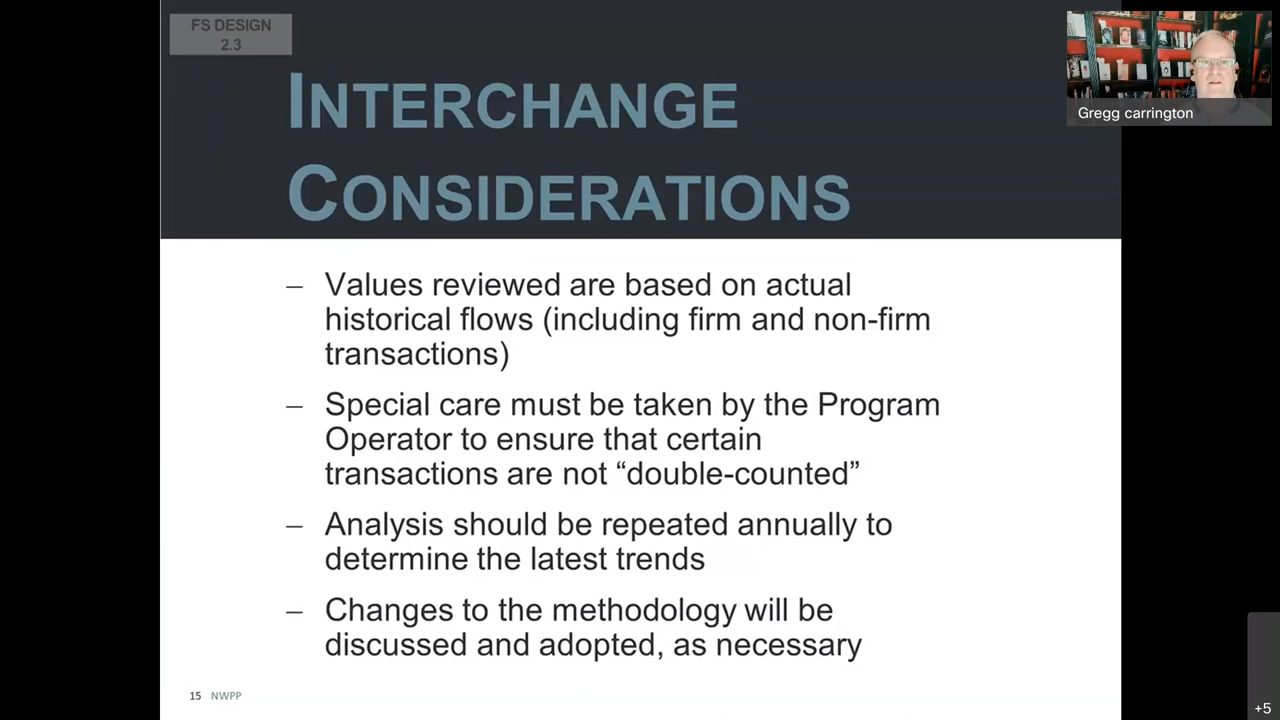 FS DESIGN
2.3
INTERCHANGE
CONSIDERATIONS
Gregg carrington
– Values reviewed are based on actual
historical flows (including firm and non-firm
transactions)
– Special care must be taken by the Program
Operator to ensure that certain
transactions are not “double-counted”
– Analysis should be repeated annually to
determine the latest trends
– Changes to the methodology will be
discussed and adopted, as necessary
15 NWPP
+5